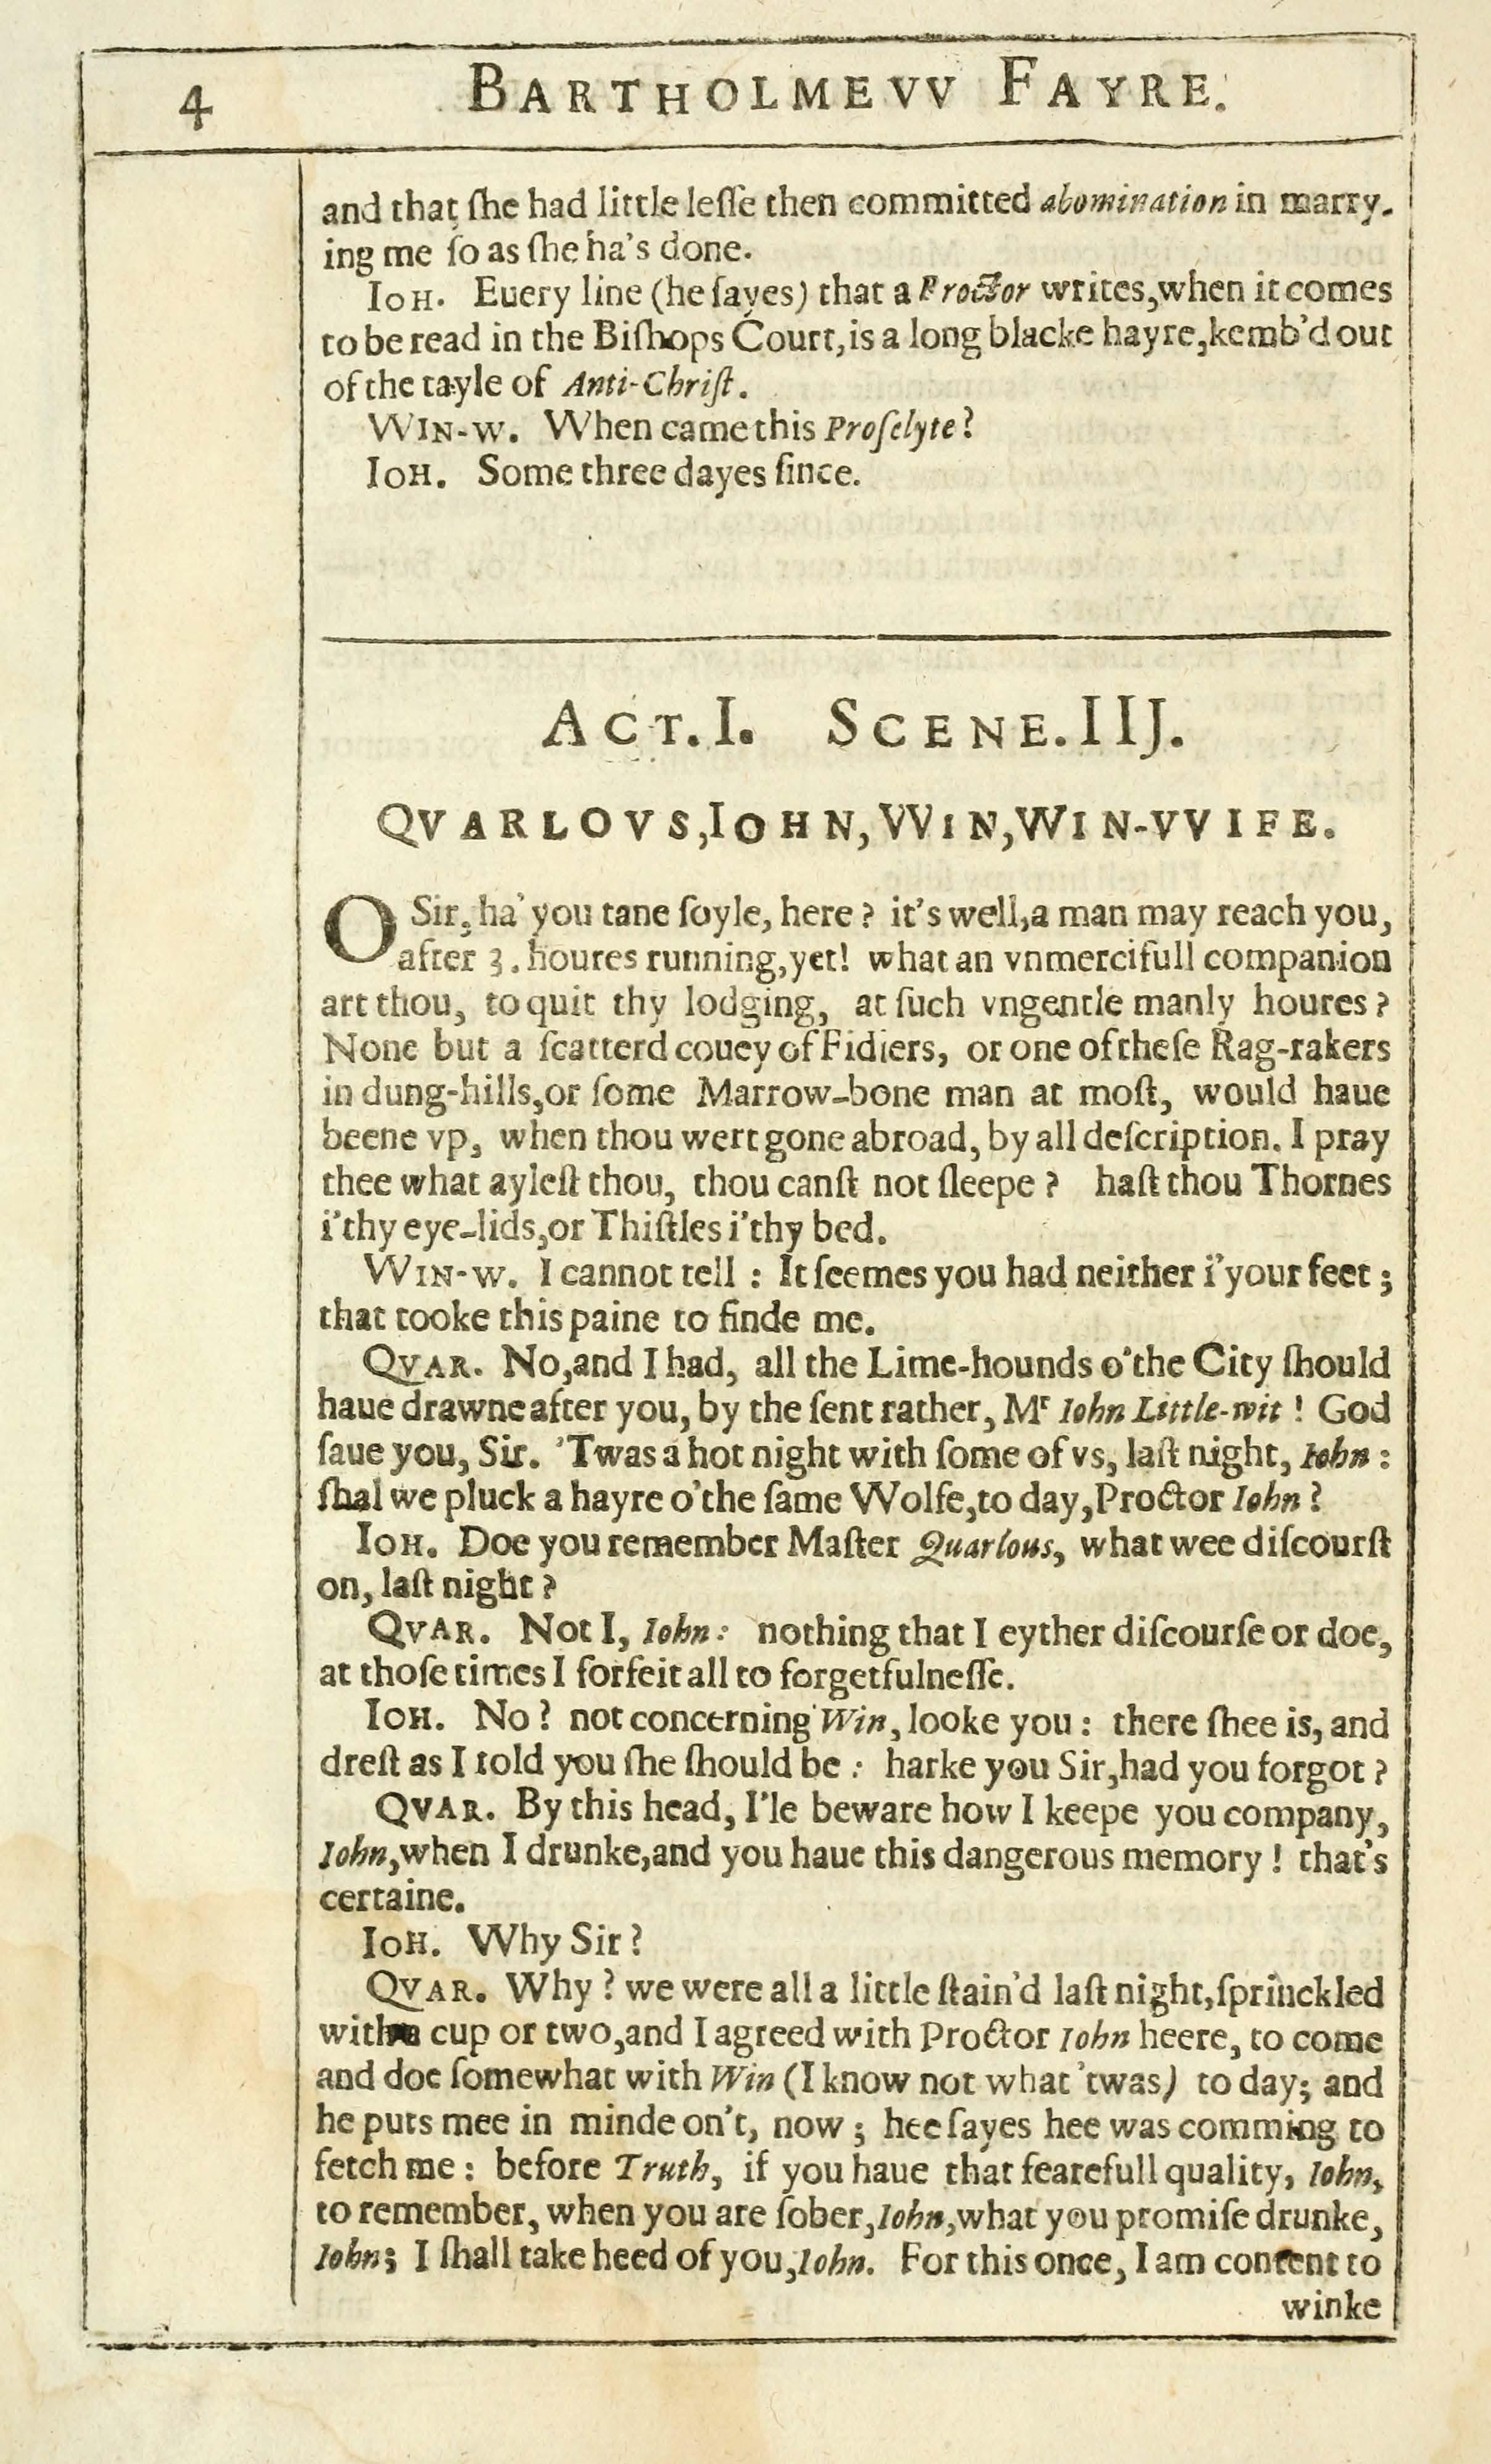 4 BARTHOLMEVV FAYRE.
and that ſhe had little leſſe then committed abomination in marry-
ing me ſo as ſhe ha's done.
IOH. Euery line (he ſayes) that a Proctor writes, when it comes
to be read in the Biſhops Court, is a long blacke hayre, kemb'd out
of the tayle of Anti-Chriſt.
WIN-W. When came this Proſelyte?
IOH. Some three dayes ſince.
ACT. I. SCENE. IIJ.
QVARLOVS, IOHN, WIN, WIN-VVIFE.
O Sir, ha' you tane ſoyle, here? it's well, a man may reach you,
after 3. houres running, yet! what an vnmercifull companion
art thou, to quit thy lodging, at ſuch vngentle manly houres?
None but a ſcatterd couey of Fidlers, or one of theſe Rag-rakers
in dung-hills, or ſome Marrow-bone man at moſt, would haue
beene vp, when thou wert gone abroad, by all deſcription. I pray
thee what ayleſt thou, thou canſt not ſleepe? haſt thou Thornes
i'thy eye-lids, or Thiſtles i'thy bed.
WIN-W. I cannot tell: It ſeemes you had neither i'your feet;
that tooke this paine to finde me.
QVAR. No, and I had, all the Lime-hounds o'the City ſhould
haue drawne after you, by the ſent rather, Mr Iohn Little-wit! God
ſaue you, Sir. 'Twas a hot night with ſome of vs, laſt night, Iohn:
ſhal we pluck a hayre o'the ſame Wolfe, to day, Proctor Iohn?
IOH. Doe you remember Maſter Quarlous, what wee diſcourſt
on, laſt night?
QVAR. Not I, Iohn: nothing that I eyther diſcourſe or doe,
at thoſe times I forfeit all to forgetfulneſſe.
IOH. No? not concerning Win, looke you: there ſhee is, and
dreſt as I told you ſhe ſhould be: harke you Sir, had you forgot?
QVAR. By this head, I'le beware how I keepe you company,
Iohn, when I drunke, and you haue this dangerous memory! that's
certaine.
IOH. Why Sir?
QVAR. Why? we were all a little ſtain'd laſt night, ſprinckled
with a cup or two, and I agreed with Proctor Iohn heere, to come
and doe ſomewhat with Win (I know not what 'twas) to day; and
he puts mee in minde on't, now; hee ſayes hee was comming to
fetch me: before Truth, if you haue that fearefull quality, Iohn,
to remember, when you are ſober, Iohn, what you promiſe drunke,
Iohn; I ſhall take heed of you, Iohn. For this once, I am content to
winke